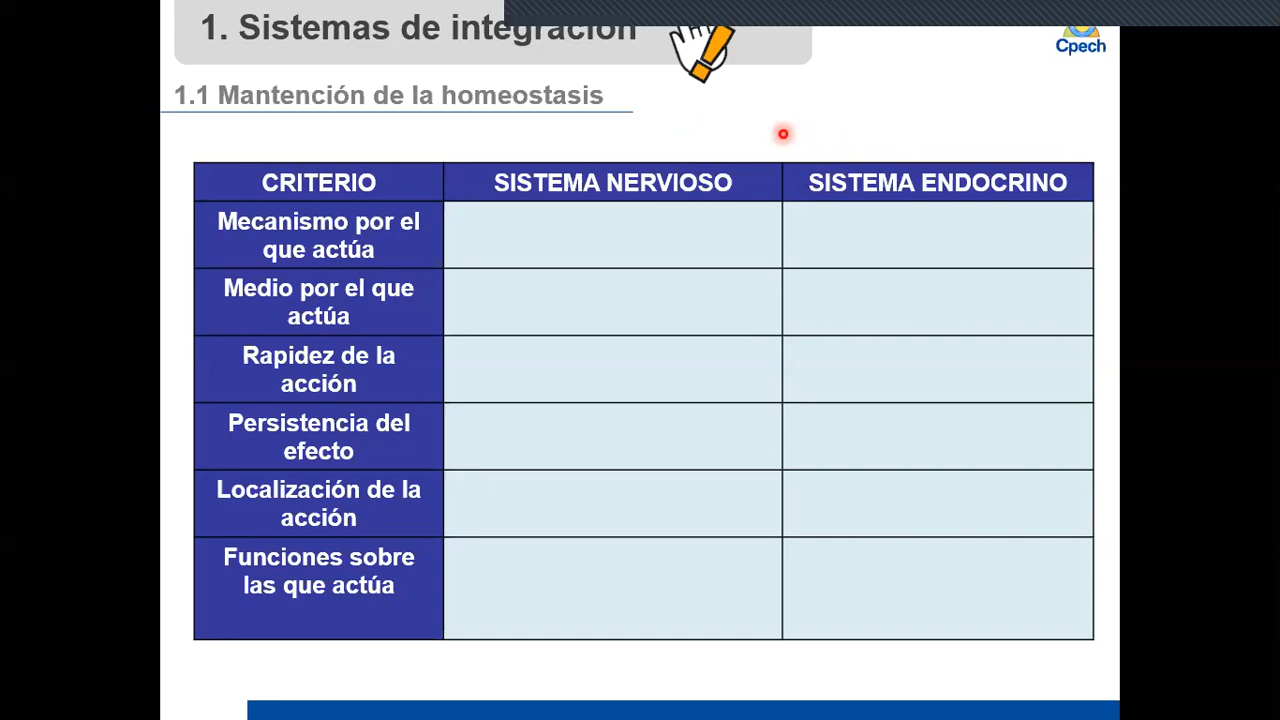 1. Sistemas de integración
Cpech
1.1 Mantención de la homeostasis
CRITERIO SISTEMA NERVIOSO SISTEMA ENDOCRINO
Mecanismo por el
que actúa
Medio por el que
actúa
Rapidez de la
acción
Persistencia del
efecto
Localización de la
acción
Funciones sobre
las que actúa